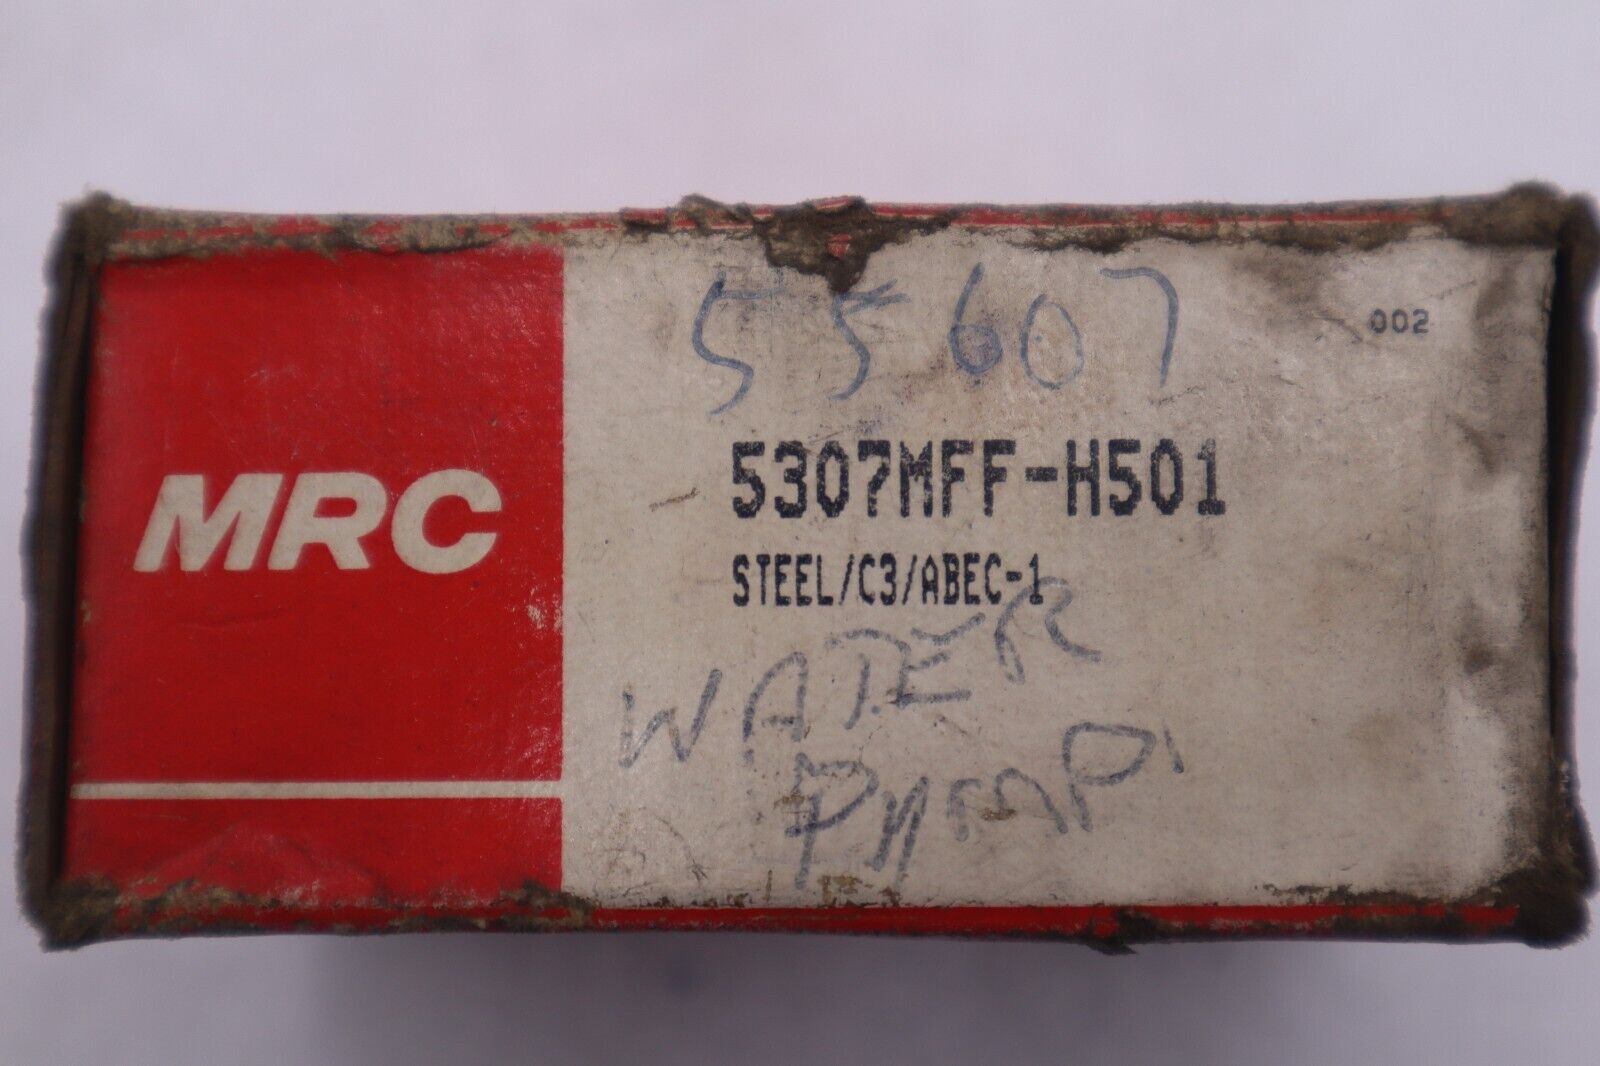 55607
002
MRC
5307MFF-H501
STEEL/C3/ABEC-1
WATER
PUMP